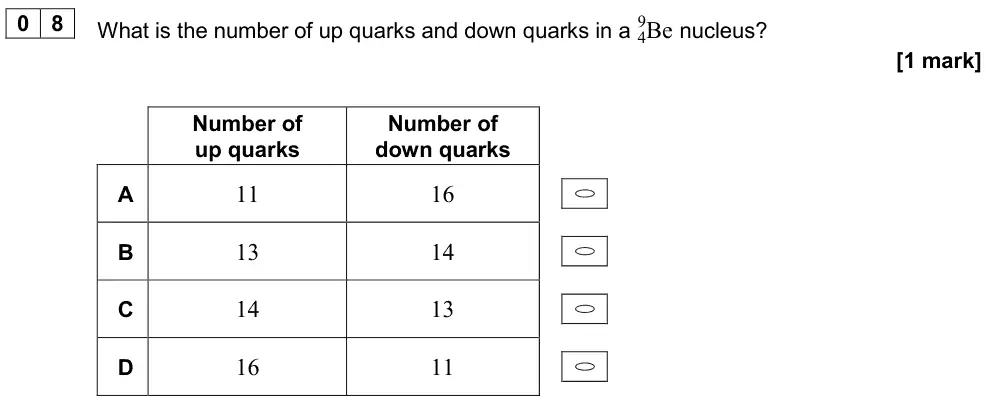 0 8 What is the number of up quarks and down quarks in a ⁹₄Be nucleus?
[1 mark]
Number of up quarks Number of down quarks
A 11 16
B 13 14
C 14 13
D 16 11